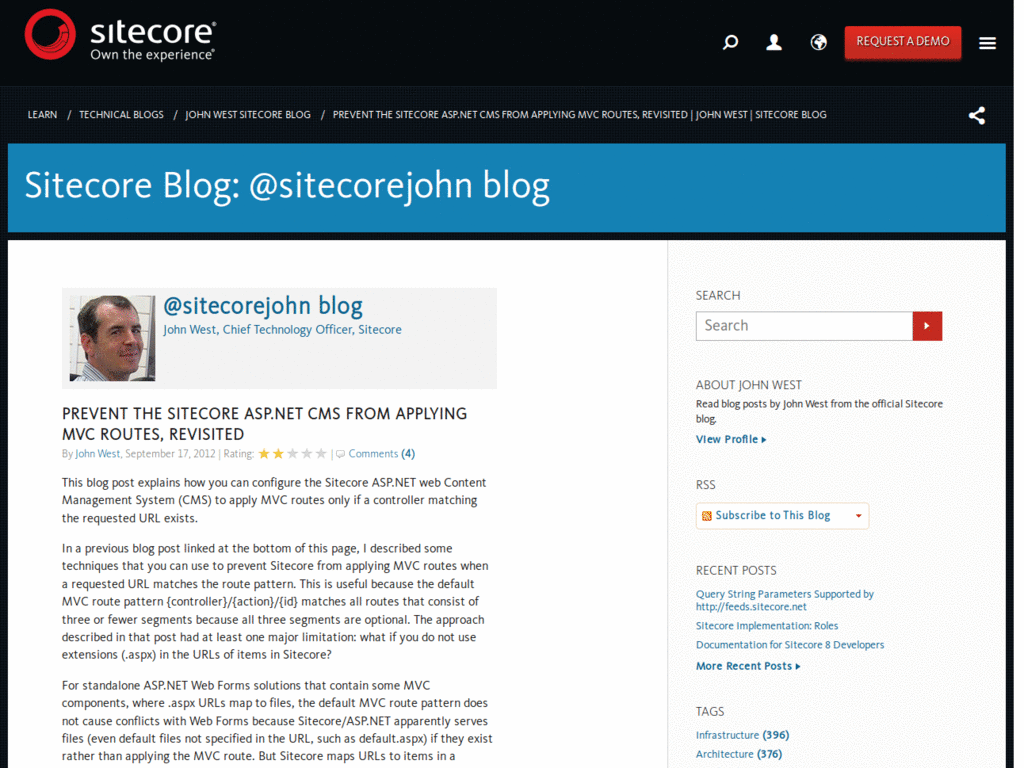 sitecore®
Own the experience®
REQUEST A DEMO
LEARN / TECHNICAL BLOGS / JOHN WEST SITECORE BLOG / PREVENT THE SITECORE ASP.NET CMS FROM APPLYING MVC ROUTES, REVISITED | JOHN WEST | SITECORE BLOG
Sitecore Blog: @sitecorejohn blog
@sitecorejohn blog
John West, Chief Technology Officer, Sitecore
PREVENT THE SITECORE ASP.NET CMS FROM APPLYING
MVC ROUTES, REVISITED
By John West, September 17, 2012 | Rating: | Comments (4)
This blog post explains how you can configure the Sitecore ASP.NET web Content
Management System (CMS) to apply MVC routes only if a controller matching
the requested URL exists.
In a previous blog post linked at the bottom of this page, I described some
techniques that you can use to prevent Sitecore from applying MVC routes when
a requested URL matches the route pattern. This is useful because the default
MVC route pattern {controller}/{action}/{id} matches all routes that consist of
three or fewer segments because all three segments are optional. The approach
described in that post had at least one major limitation: what if you do not use
extensions (.aspx) in the URLs of items in Sitecore?
For standalone ASP.NET Web Forms solutions that contain some MVC
components, where .aspx URLs map to files, the default MVC route pattern does
not cause conflicts with Web Forms because Sitecore/ASP.NET apparently serves
files (even default files not specified in the URL, such as default.aspx) if they exist
rather than applying the MVC route. But Sitecore maps URLs to items in a
SEARCH
Search
ABOUT JOHN WEST
Read blog posts by John West from the official Sitecore
blog.
View Profile
RSS
Subscribe to This Blog
RECENT POSTS
Query String Parameters Supported by
http://feeds.sitecore.net
Sitecore Implementation: Roles
Documentation for Sitecore 8 Developers
More Recent Posts
TAGS
Infrastructure (396)
Architecture (376)